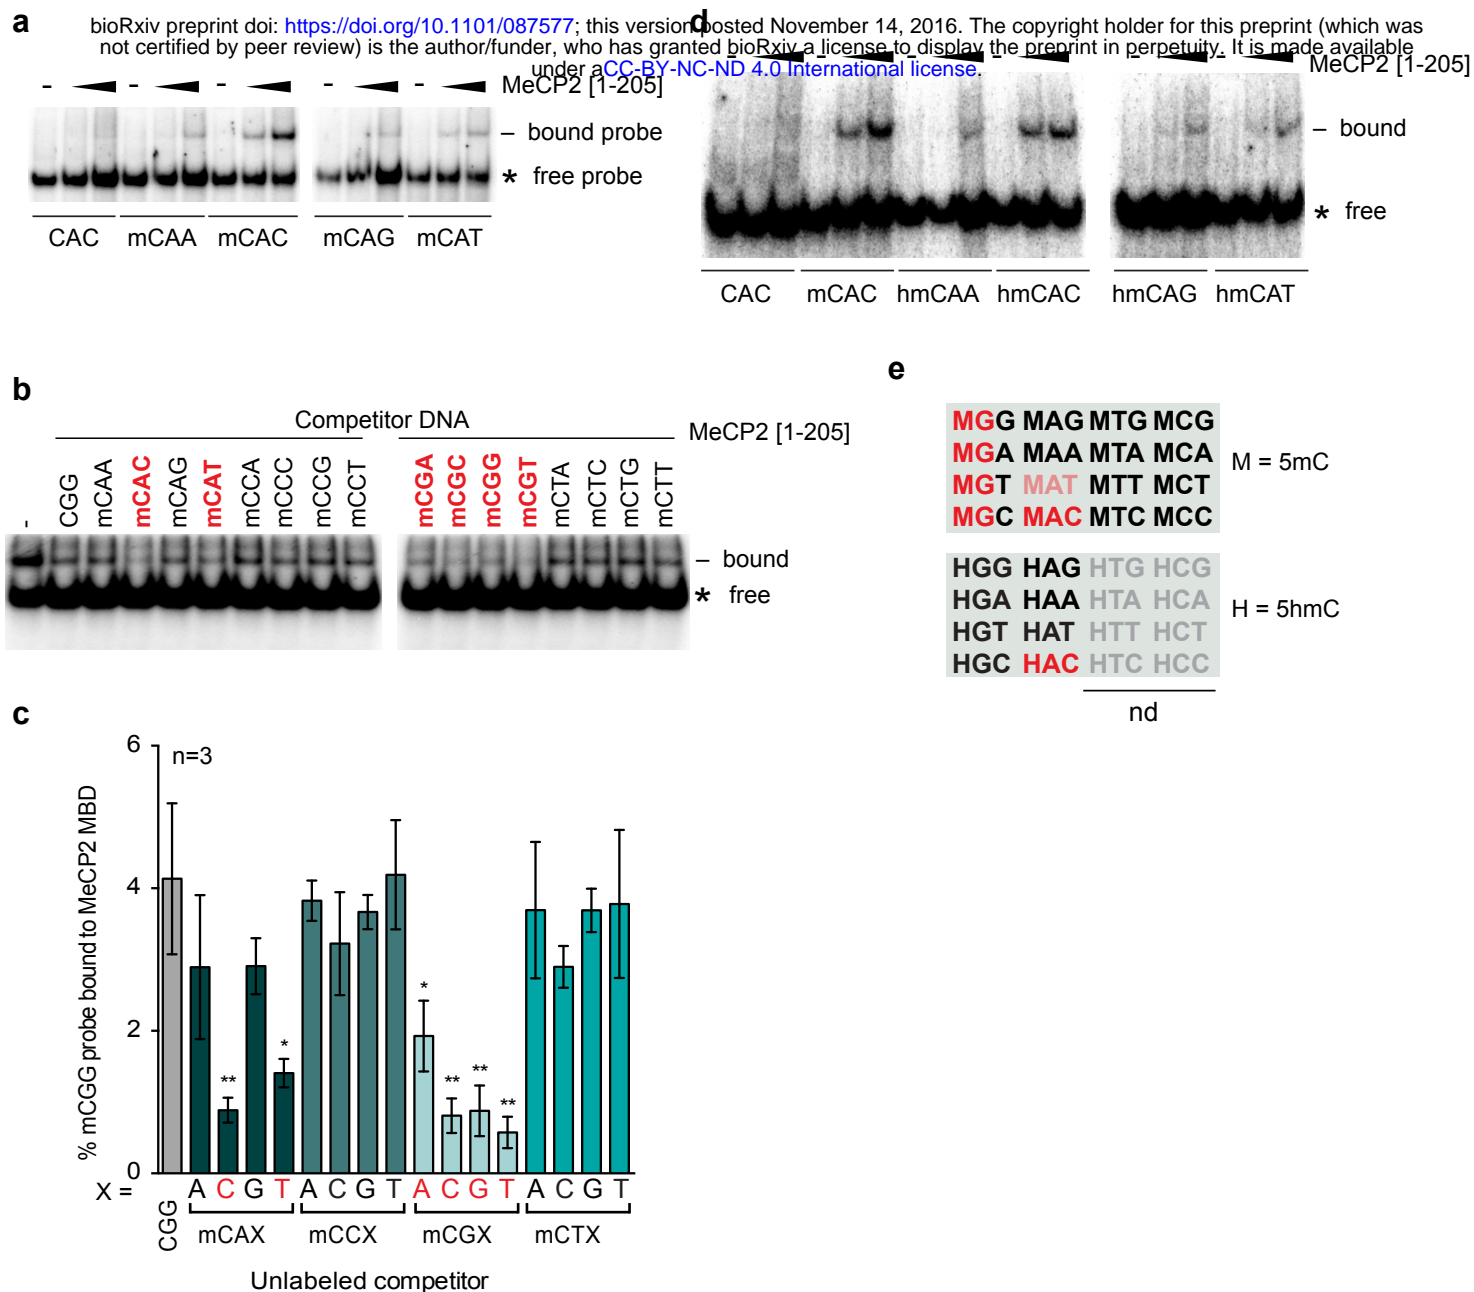 a
bioRxiv preprint doi: https://doi.org/10.1101/087577; this version posted November 14, 2016. The copyright holder for this preprint (which was
not certified by peer review) is the author/funder, who has granted bioRxiv a license to display the preprint in perpetuity. It is made available
under aCC-BY-NC-ND 4.0 International license.
- - - - - MeCP2 [1-205]
– bound probe
* free probe
CAC mCAA mCAC mCAG mCAT
d
- - - - - - MeCP2 [1-205]
– bound
* free
CAC mCAC hmCAA hmCAC hmCAG hmCAT
b
Competitor DNA
MeCP2 [1-205]
- CGG mCAA mCAC mCAG mCAT mCCA mCCC mCCG mCCT mCGA mCGC mCGG mCGT mCTA mCTC mCTG mCTT
– bound
* free
e
MGG MAG MTG MCG
MGA MAA MTA MCA
MGT MAT MTT MCT
MGC MAC MTC MCC
M = 5mC
HGG HAG HTG HCG
HGA HAA HTA HCA
HGT HAT HTT HCT
HGC HAC HTC HCC
H = 5hmC
nd
c
% mCGG probe bound to MeCP2 MBD
6
4
2
0
n=3
** * * ** ** **
X = A C G T A C G T A C G T A C G T
CGG mCAX mCCX mCGX mCTX
Unlabeled competitor